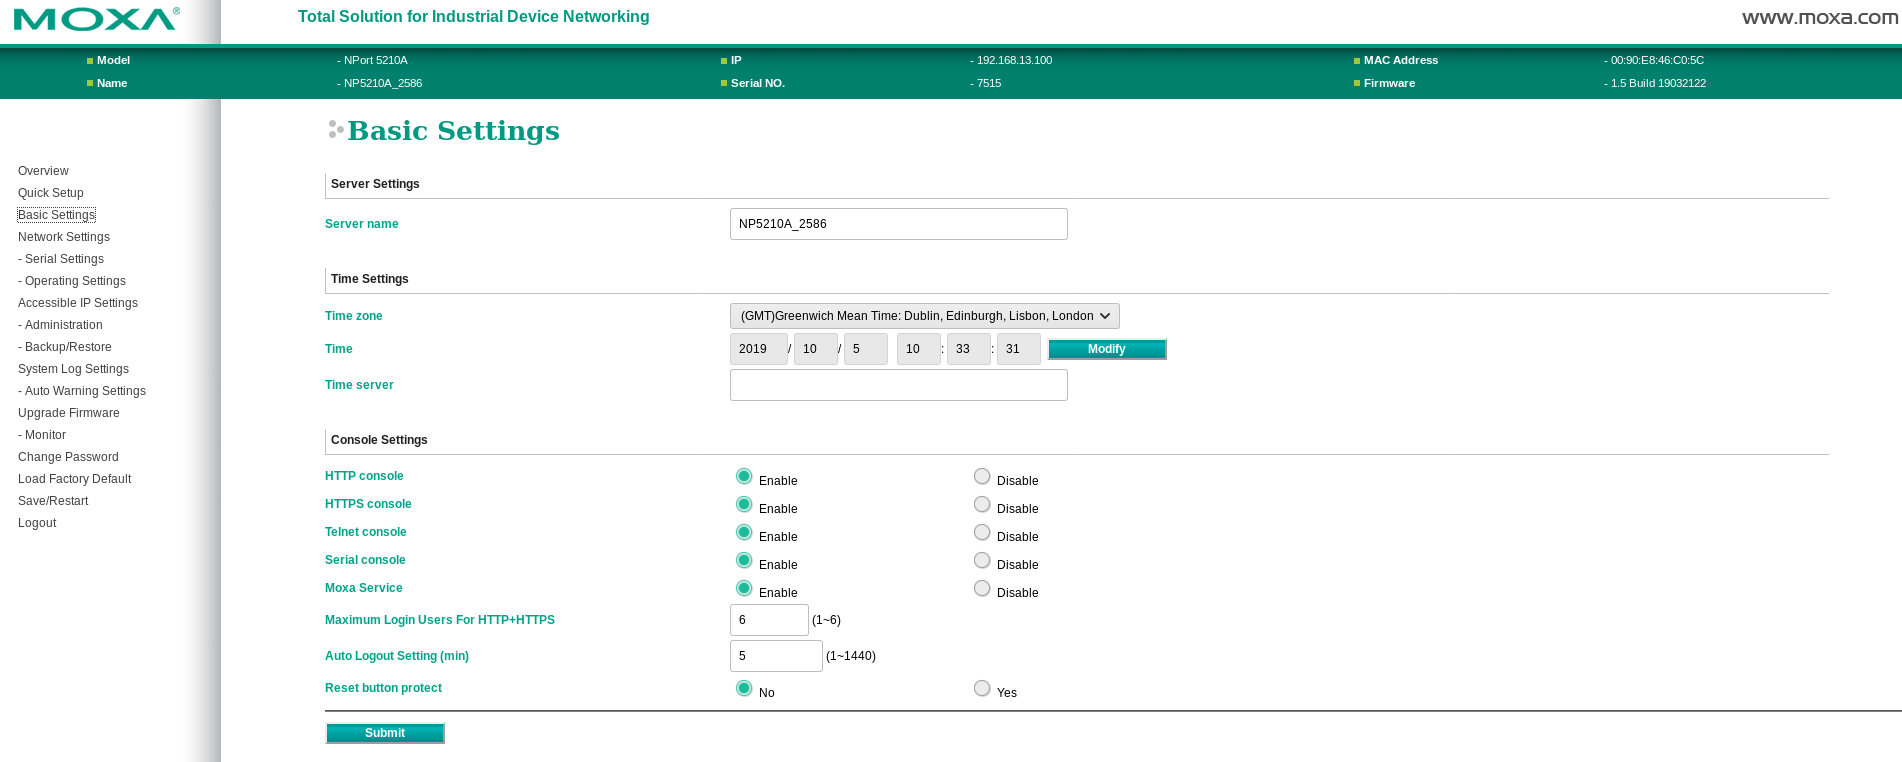 MOXA®
Total Solution for Industrial Device Networking
www.moxa.com
Model - NPort 5210A IP - 192.168.13.100 MAC Address - 00:90:E8:46:C0:5C
Name - NP5210A_2586 Serial NO. - 7515 Firmware - 1.5 Build 19032122
Overview
Quick Setup
Basic Settings
Network Settings
- Serial Settings
- Operating Settings
Accessible IP Settings
- Administration
- Backup/Restore
System Log Settings
- Auto Warning Settings
Upgrade Firmware
- Monitor
Change Password
Load Factory Default
Save/Restart
Logout
Basic Settings
Server Settings
Server name NP5210A_2586
Time Settings
Time zone (GMT)Greenwich Mean Time: Dublin, Edinburgh, Lisbon, London
Time 2019 / 10 / 5 10 : 33 : 31 Modify
Time server
Console Settings
HTTP console Enable Disable
HTTPS console Enable Disable
Telnet console Enable Disable
Serial console Enable Disable
Moxa Service Enable Disable
Maximum Login Users For HTTP+HTTPS 6 (1~6)
Auto Logout Setting (min) 5 (1~1440)
Reset button protect No Yes
Submit